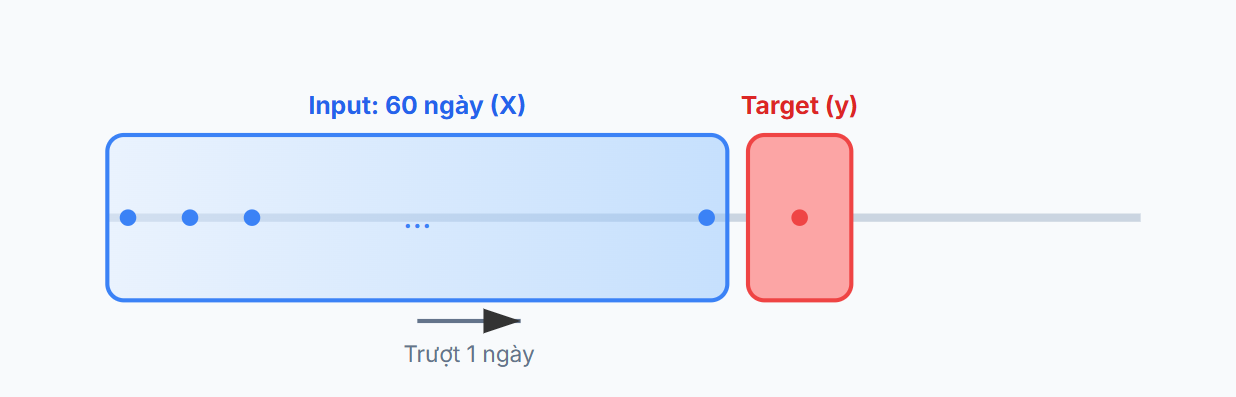 Input: 60 ngày (X)
Target (y)
...
Trượt 1 ngày